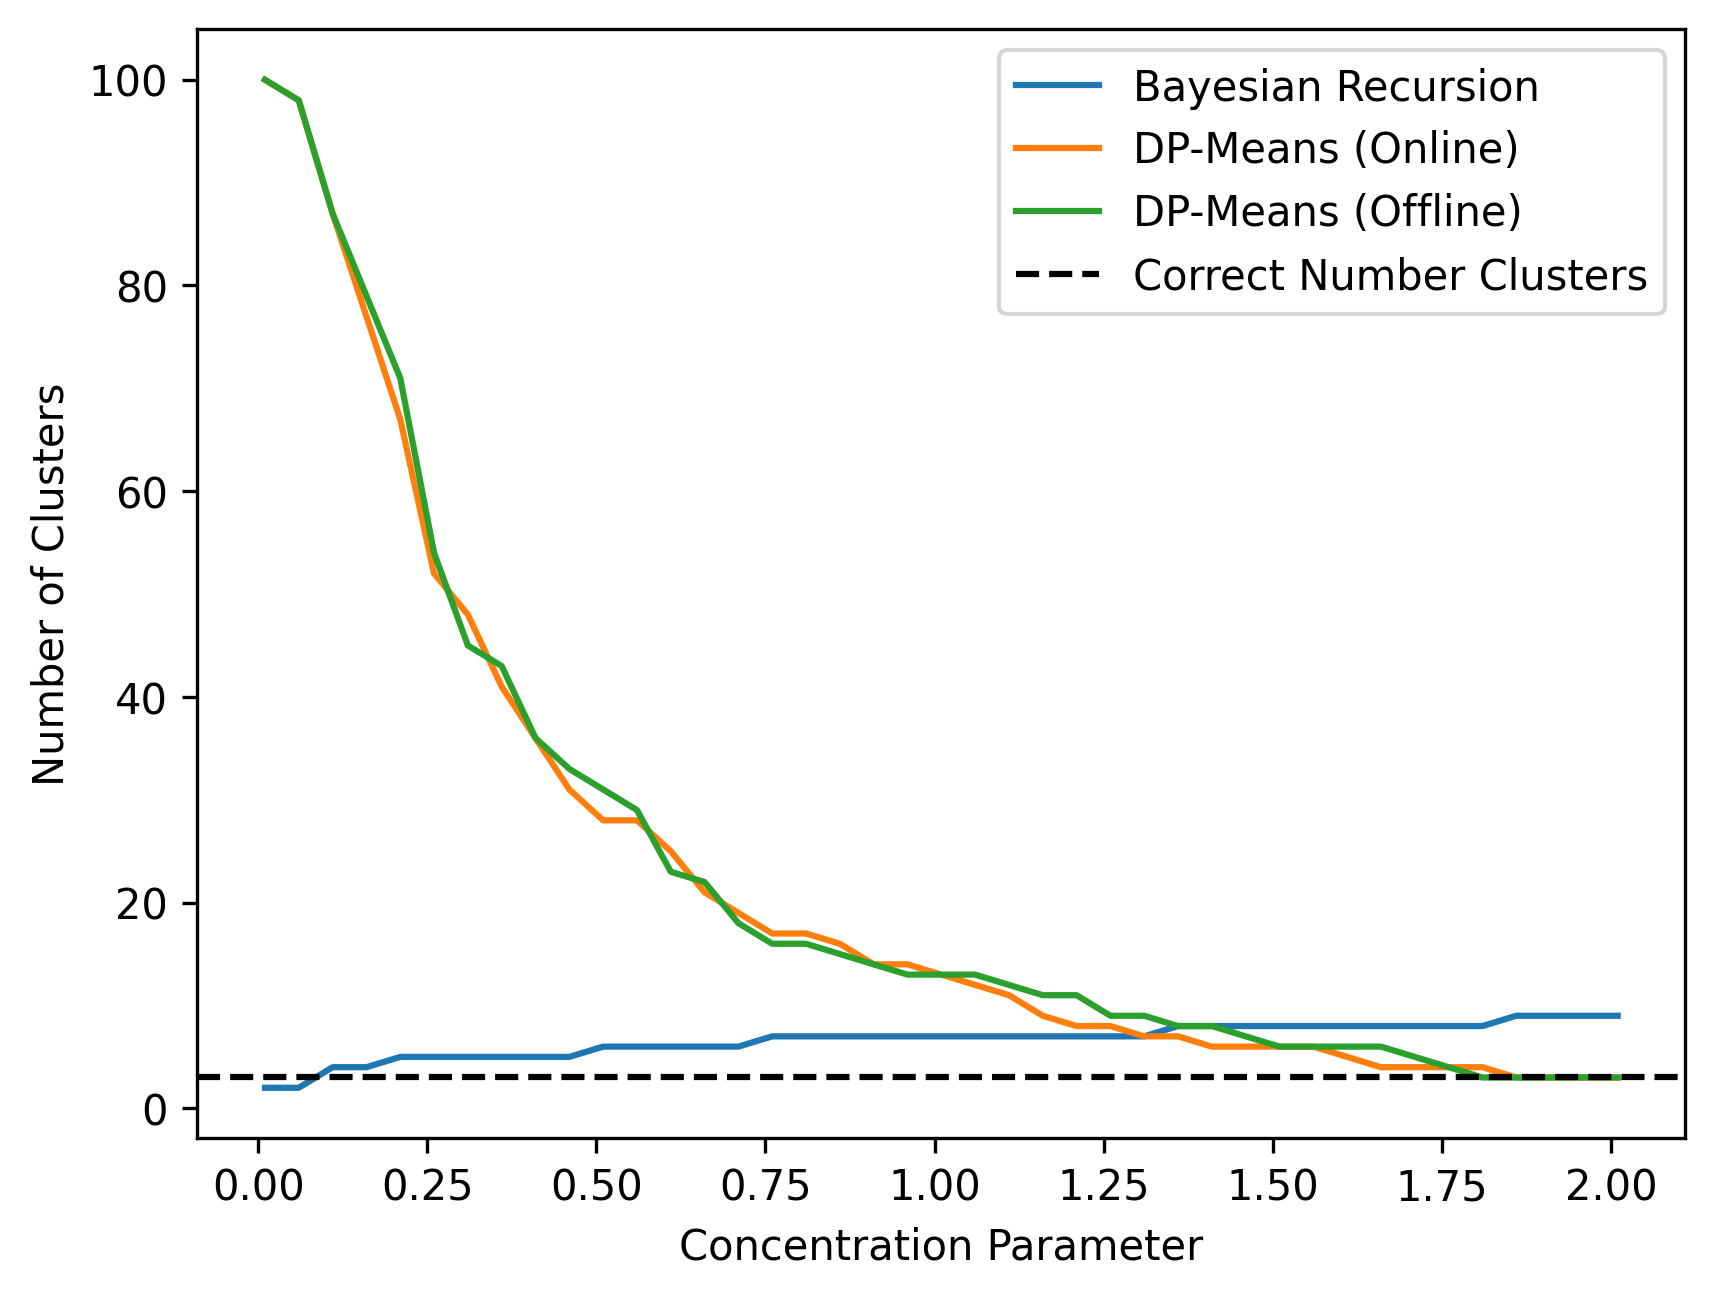 100
80
60
40
20
0
Number of Clusters
Bayesian Recursion
DP-Means (Online)
DP-Means (Offline)
Correct Number Clusters
0.00 0.25 0.50 0.75 1.00 1.25 1.50 1.75 2.00
Concentration Parameter